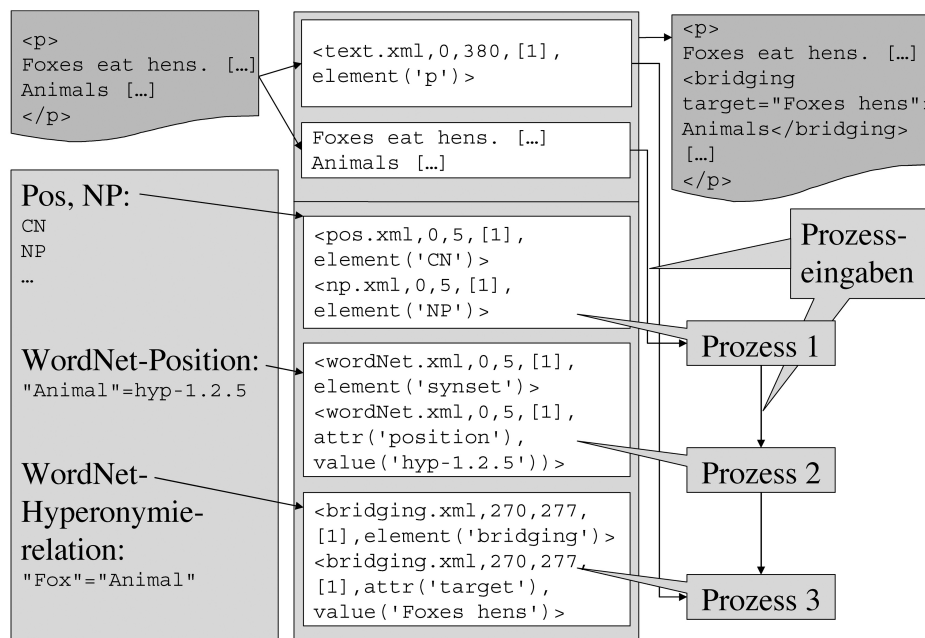 <p>
Foxes eat hens. […]
Animals […]
</p>
<text.xml,0,380,[1],
element('p')>
Foxes eat hens. […]
Animals […]
<p>
Foxes eat hens. […]
<bridging
target="Foxes hens">
Animals</bridging>
[…]
</p>
Pos, NP:
CN
NP
…
<pos.xml,0,5,[1],
element('CN')>
<np.xml,0,5,[1],
element('NP')>
Prozess-
eingaben
Prozess 1
WordNet-Position:
"Animal"=hyp-1.2.5
<wordNet.xml,0,5,[1],
element('synset')>
<wordNet.xml,0,5,[1],
attr('position'),
value('hyp-1.2.5'))>
Prozess 2
WordNet-
Hyperonymie-
relation:
"Fox"="Animal"
<bridging.xml,270,277,
[1],element('bridging')>
<bridging.xml,270,277,
[1],attr('target'),
value('Foxes hens')>
Prozess 3